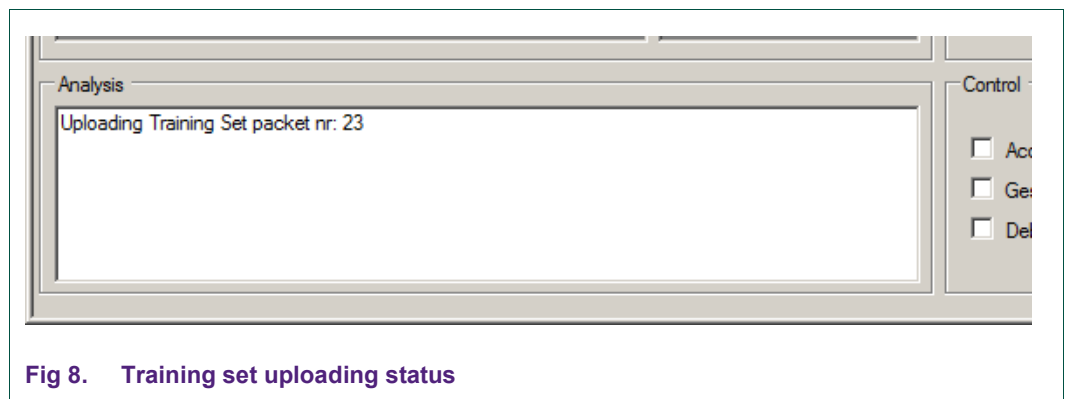 Analysis
Uploading Training Set packet nr: 23
Control
Fig 8. Training set uploading status